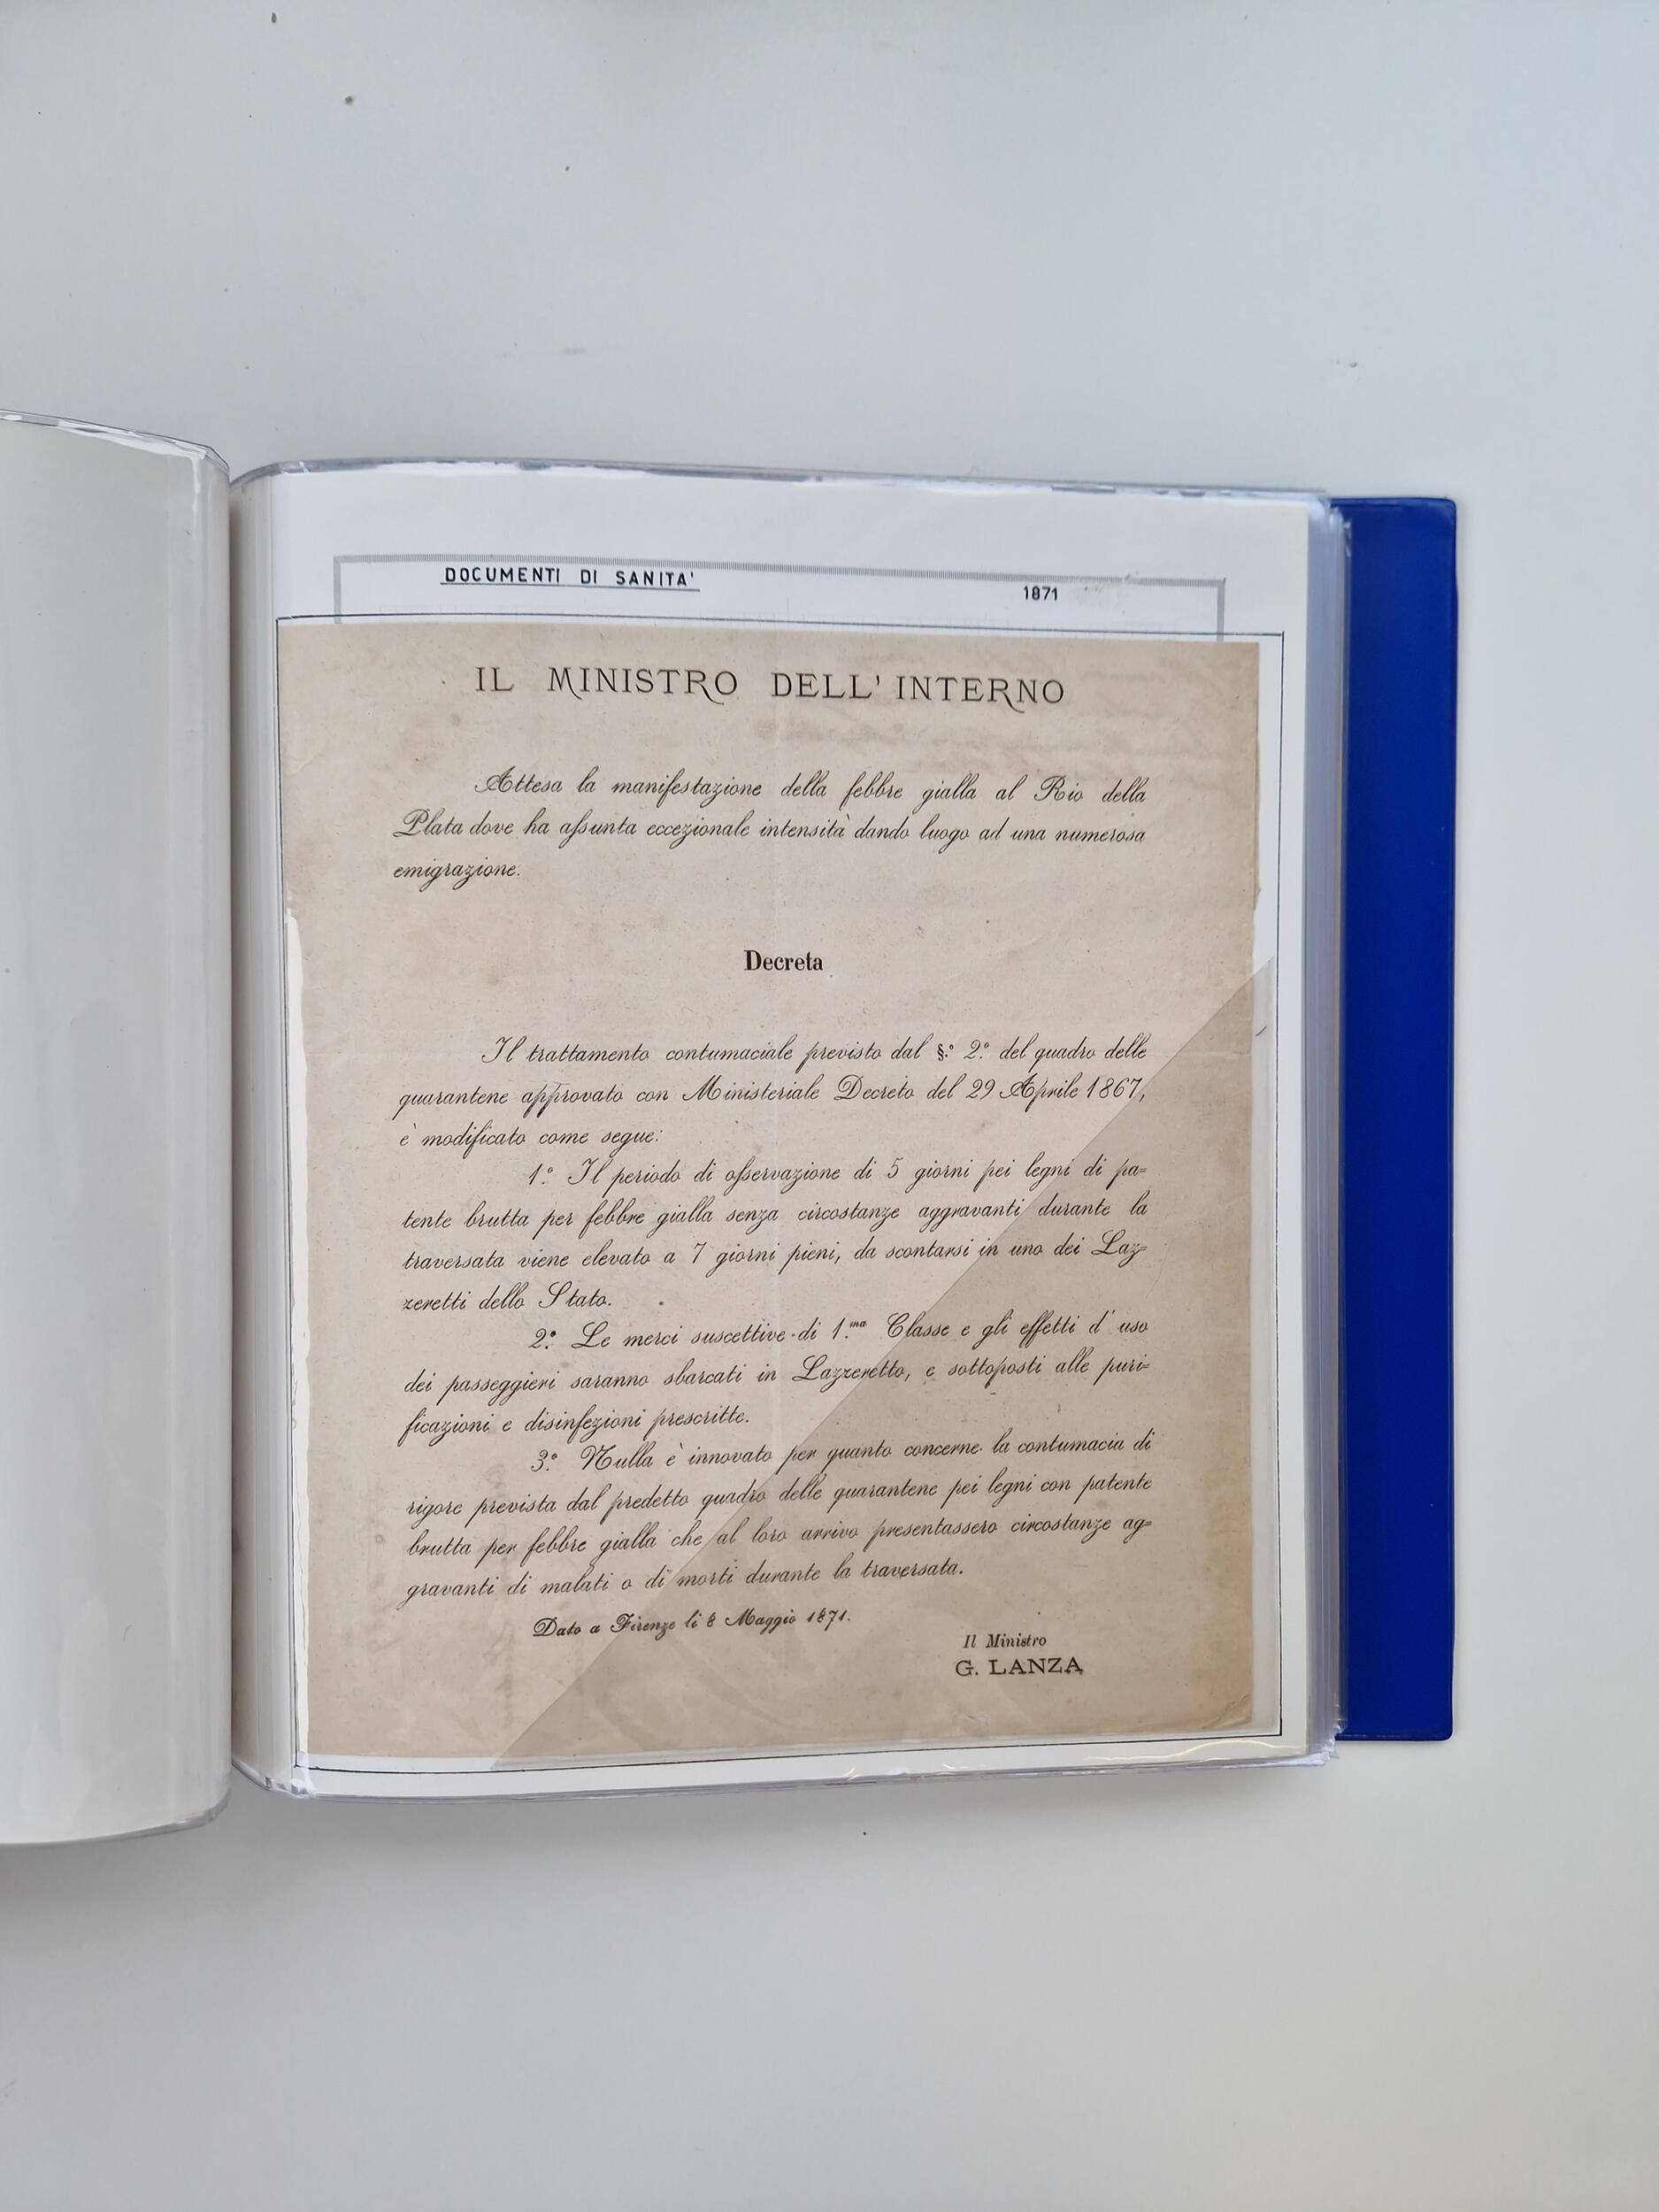 DOCUMENTI DI SANITA'
1871
IL MINISTRO DELL'INTERNO
Attesa la manifestazione della febbre gialla al Rio della
Plata dove ha assunta eccezionale intensità dando luogo ad una numerosa
emigrazione.
Decreta
Il trattamento contumaciale previsto dal §.° 2.° del quadro delle
quarantene approvato con Ministeriale Decreto del 29 Aprile 1867,
è modificato come segue:
1.° Il periodo di osservazione di 5 giorni pei legni di pa=
tente brutta per febbre gialla senza circostanze aggravanti durante la
traversata viene elevato a 7 giorni pieni, da scontarsi in uno dei Laz=
zeretti dello Stato.
2.° Le merci suscettive di 1.ma Classe e gli effetti d'uso
dei passeggieri saranno sbarcati in Lazzeretto, e sottoposti alle puri=
ficazioni e disinfezioni prescritte.
3.° Nulla è innovato per quanto concerne la contumacia di
rigore prevista dal predetto quadro delle quarantene pei legni con patente
brutta per febbre gialla che al loro arrivo presentassero circostanze ag=
gravanti di malati o di morti durante la traversata.
Dato a Firenze li 8 Maggio 1871.
Il Ministro
G. LANZA